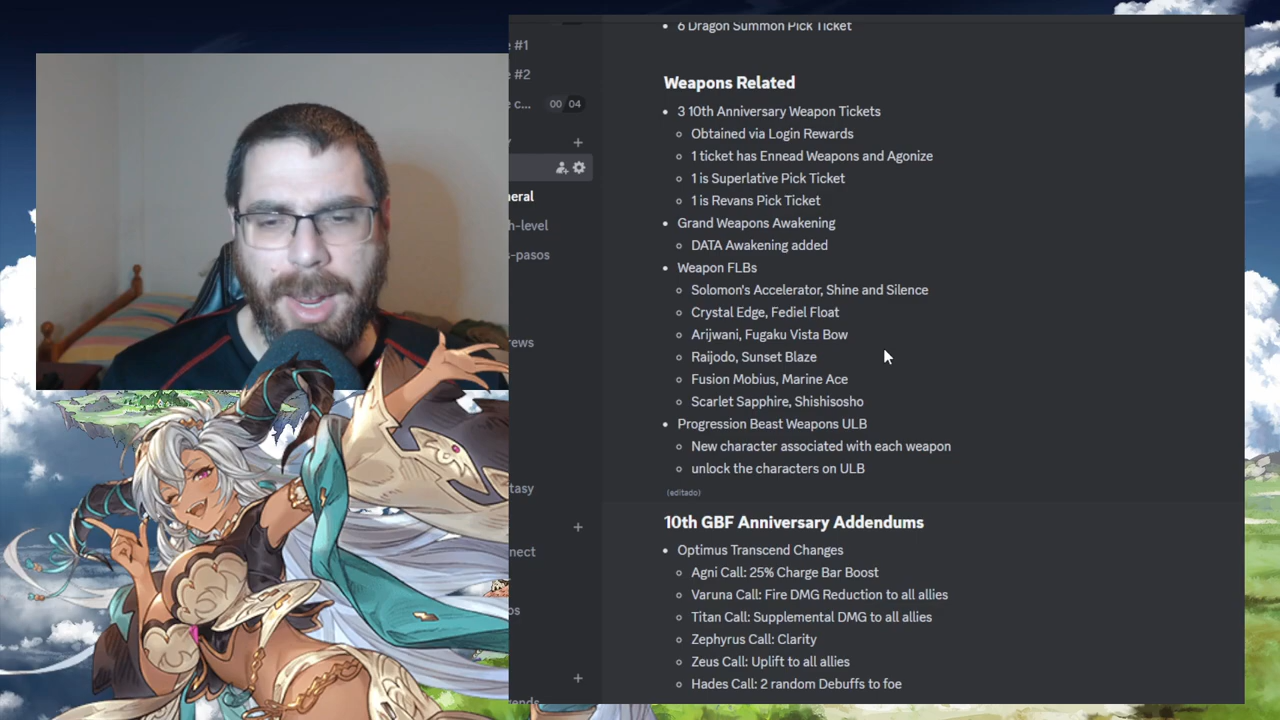 6 Dragon Summon Pick Ticket
e #1
e #2
e c... 00 04
Weapons Related
3 10th Anniversary Weapon Tickets
Obtained via Login Rewards
1 ticket has Ennead Weapons and Agonize
1 is Superlative Pick Ticket
1 is Revans Pick Ticket
Grand Weapons Awakening
DATA Awakening added
Weapon FLBs
Solomon's Accelerator, Shine and Silence
Crystal Edge, Fediel Float
Arijwani, Fugaku Vista Bow
Raijodo, Sunset Blaze
Fusion Mobius, Marine Ace
Scarlet Sapphire, Shishisosho
Progression Beast Weapons ULB
New character associated with each weapon
unlock the characters on ULB
(editado)
10th GBF Anniversary Addendums
Optimus Transcend Changes
Agni Call: 25% Charge Bar Boost
Varuna Call: Fire DMG Reduction to all allies
Titan Call: Supplemental DMG to all allies
Zephyrus Call: Clarity
Zeus Call: Uplift to all allies
Hades Call: 2 random Debuffs to foe
neral
h-level
s-pasos
rews
tasy
nnect
os